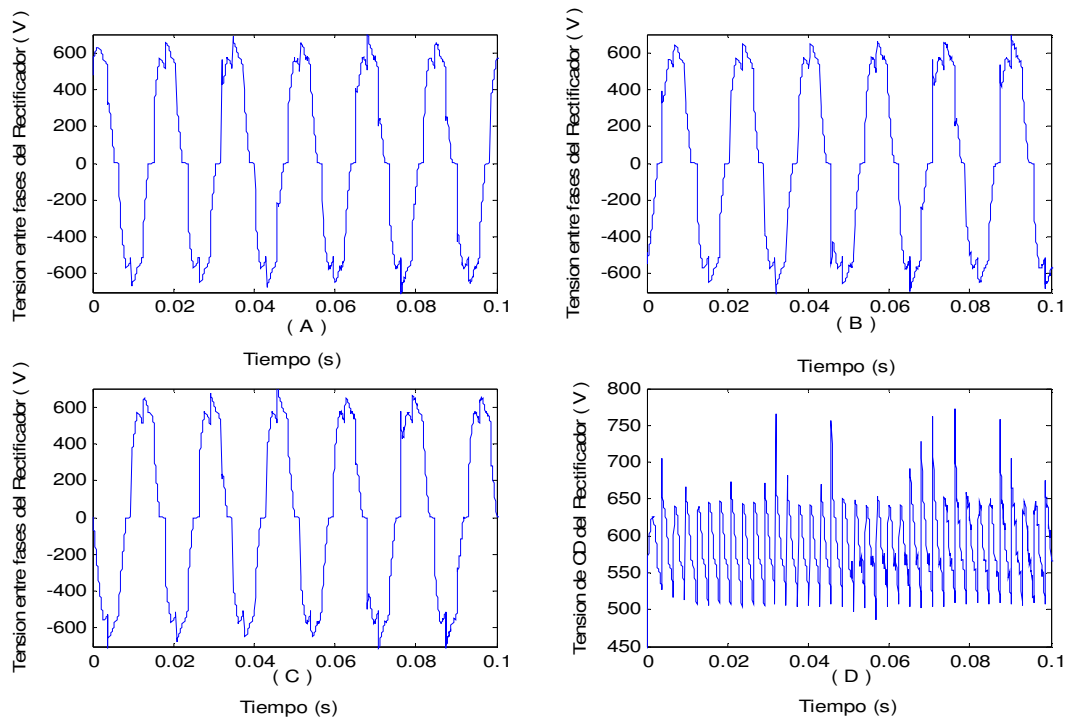 Tension entre fases del Rectificador ( V )
600
400
200
0
-200
-400
-600
0 0.02 0.04 0.06 0.08 0.1
( A )
Tiempo (s)
Tension entre fases del Rectificador ( V )
600
400
200
0
-200
-400
-600
0 0.02 0.04 0.06 0.08 0.1
( B )
Tiempo (s)
Tension entre fases del Rectificador ( V )
600
400
200
0
-200
-400
-600
0 0.02 0.04 0.06 0.08 0.1
( C )
Tiempo (s)
Tension de CD del Rectificador ( V )
800
750
700
650
600
550
500
450
0 0.02 0.04 0.06 0.08 0.1
( D )
Tiempo (s)